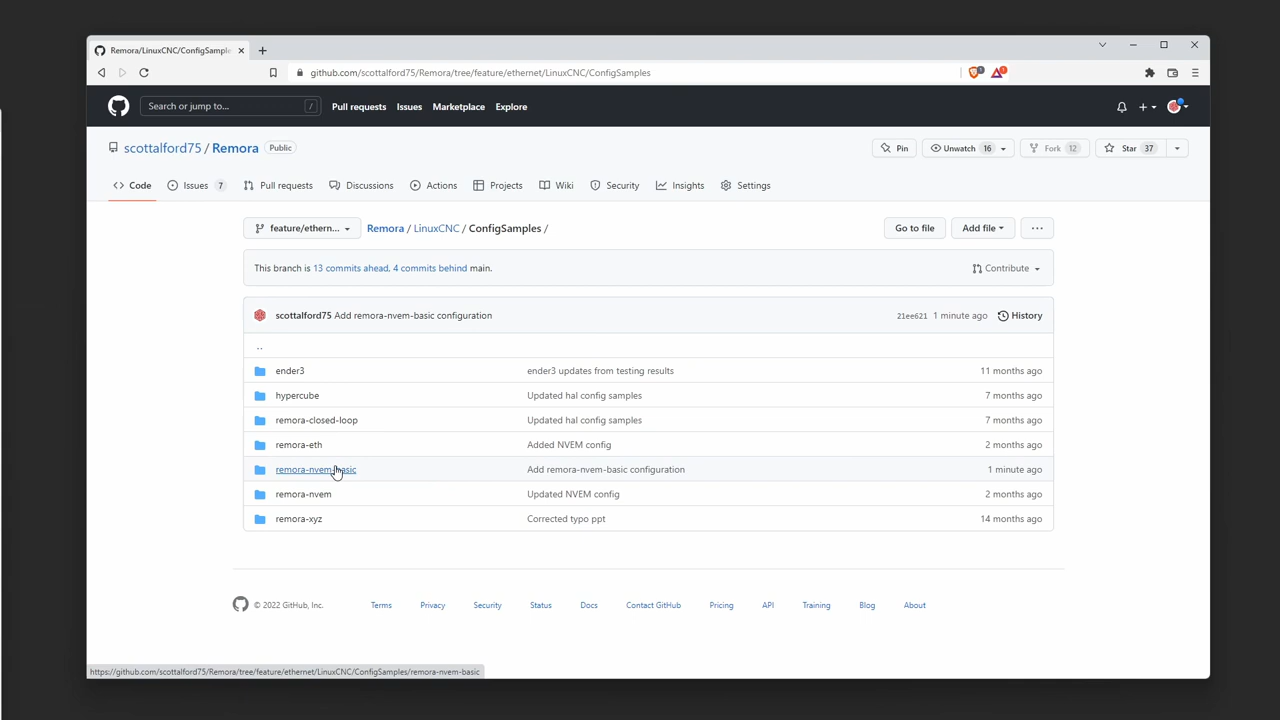 Remora/LinuxCNC/ConfigSample
github.com/scottalford75/Remora/tree/feature/ethernet/LinuxCNC/ConfigSamples
1
1
Search or jump to...
/
Pull requests Issues Marketplace Explore
scottalford75 / Remora Public
Pin
Unwatch 16
Fork 12
Star 37
Code
Issues 7
Pull requests
Discussions
Actions
Projects
Wiki
Security
Insights
Settings
feature/ethern...
Remora / LinuxCNC / ConfigSamples /
Go to file
Add file
...
This branch is 13 commits ahead, 4 commits behind main.
Contribute
scottalford75 Add remora-nvem-basic configuration
21ee621 1 minute ago
History
..
ender3 ender3 updates from testing results 11 months ago
hypercube Updated hal config samples 7 months ago
remora-closed-loop Updated hal config samples 7 months ago
remora-eth Added NVEM config 2 months ago
remora-nvem-basic Add remora-nvem-basic configuration 1 minute ago
remora-nvem Updated NVEM config 2 months ago
remora-xyz Corrected typo ppt 14 months ago
© 2022 GitHub, Inc. Terms Privacy Security Status Docs Contact GitHub Pricing API Training Blog About
https://github.com/scottalford75/Remora/tree/feature/ethernet/LinuxCNC/ConfigSamples/remora-nvem-basic